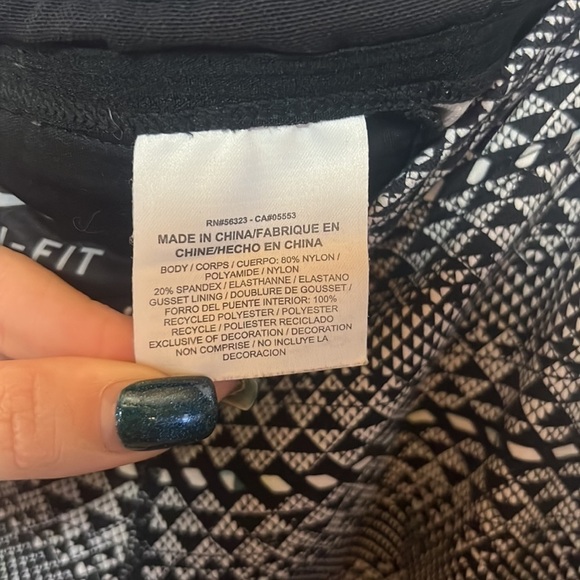 RN#56323 - CA#05553
MADE IN CHINA/FABRIQUE EN
CHINE/HECHO EN CHINA
BODY / CORPS / CUERPO: 80% NYLON /
POLYAMIDE / NYLON
20% SPANDEX / ELASTHANNE / ELASTANO
GUSSET LINING / DOUBLURE DE GOUSSET /
FORRO DEL PUENTE INTERIOR: 100%
RECYCLED POLYESTER / POLYESTER
RECYCLE / POLIESTER RECICLADO
EXCLUSIVE OF DECORATION / DECORATION
NON COMPRISE / NO INCLUYE LA
DECORACION
-FIT